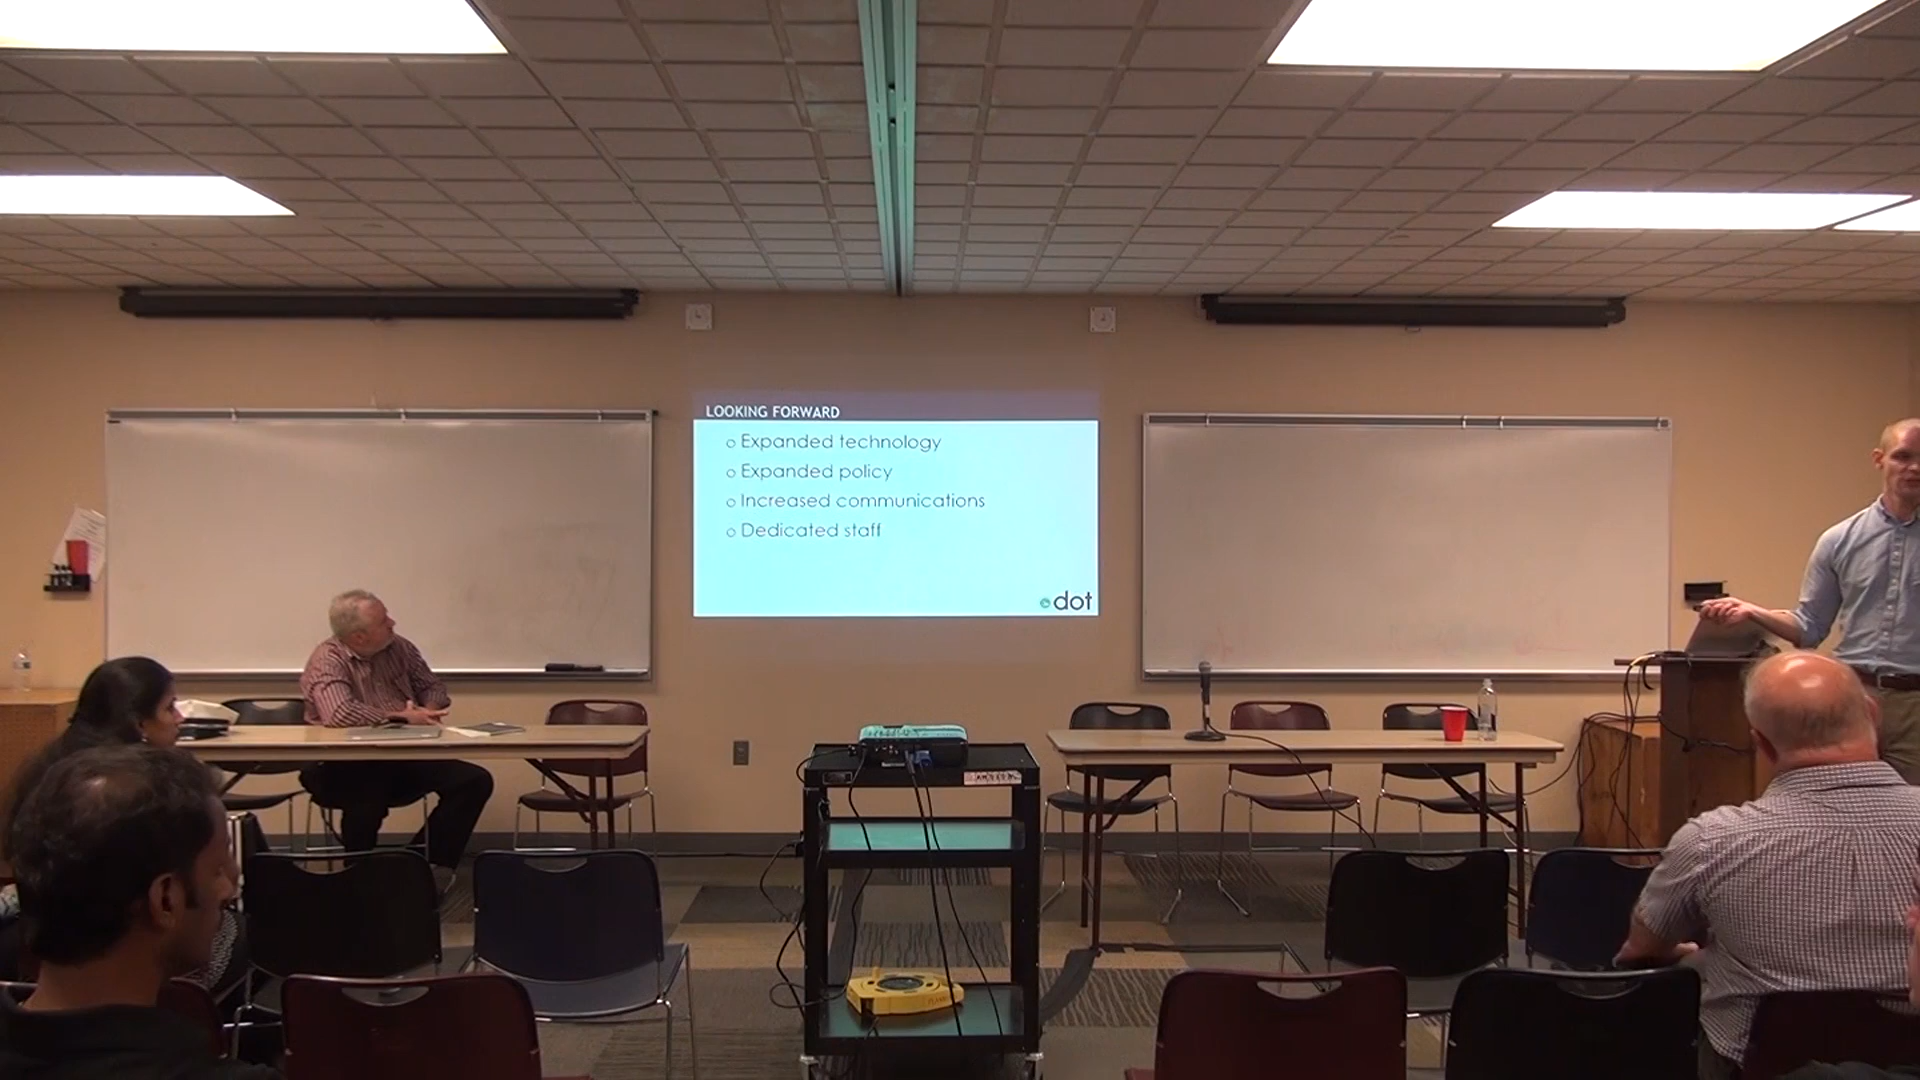 LOOKING FORWARD
Expanded technology
Expanded policy
Increased communications
Dedicated staff
dot